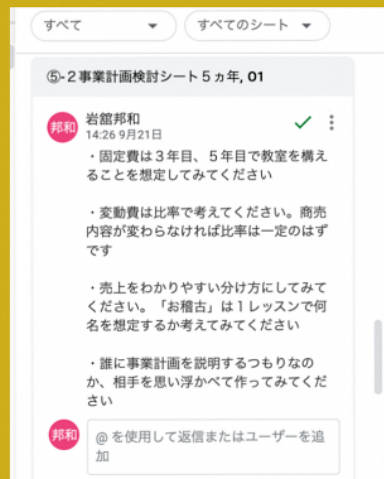 すべて
すべてのシート
⑤-２事業計画検討シート５ヵ年, 01
邦和
岩舘邦和
14:26 9月21日
・固定費は３年目、５年目で教室を構え
ることを想定してみてください
・変動費は比率で考えてください。商売
内容が変わらなければ比率は一定のはず
です
・売上をわかりやすい分け方にしてみて
ください。「お稽古」は１レッスンで何
名を想定するか考えてみてください
・誰に事業計画を説明するつもりなの
か、相手を思い浮かべて作ってみてくだ
さい
邦和
@ を使用して返信またはユーザーを追
加